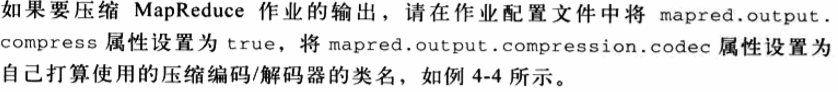 如果要压缩 MapReduce 作业的输出，请在作业配置文件中将 mapred.output.
compress 属性设置为 true，将 mapred.output.compression.codec 属性设置为
自己打算使用的压缩编码/解码器的类名，如例 4-4 所示。